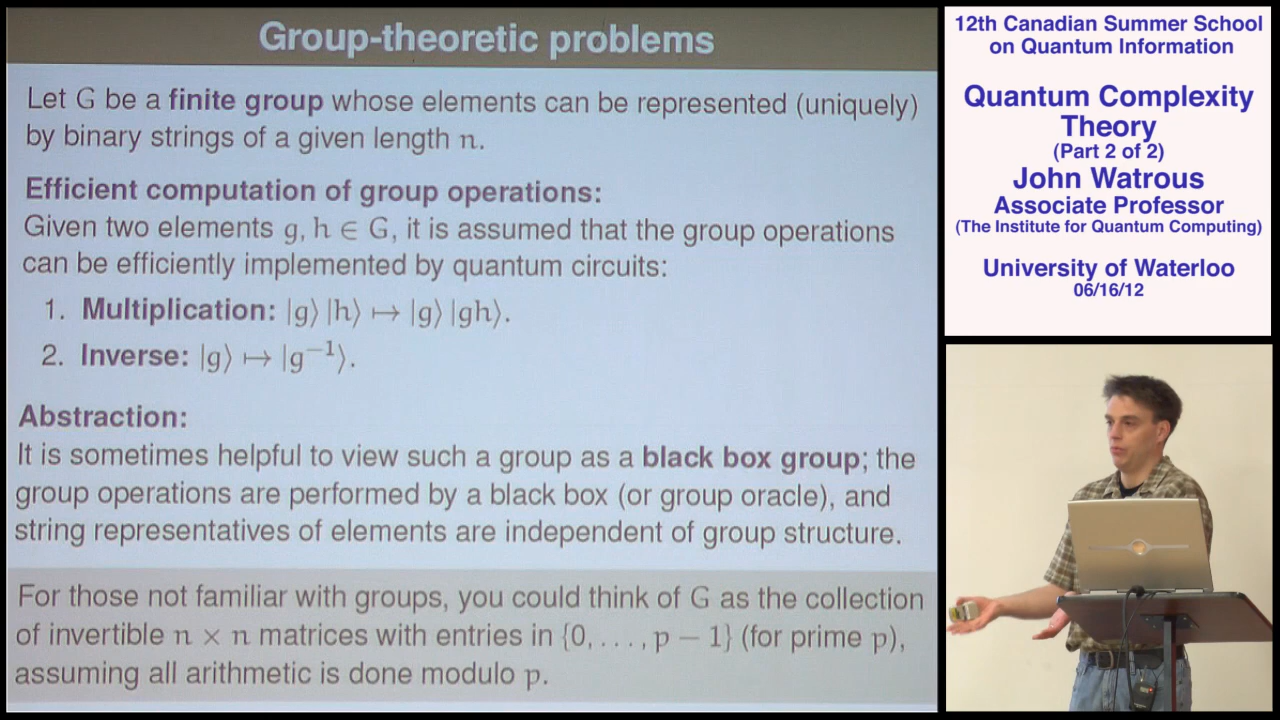 Group-theoretic problems
Let G be a finite group whose elements can be represented (uniquely)
by binary strings of a given length n.
Efficient computation of group operations:
Given two elements g, h ∈ G, it is assumed that the group operations
can be efficiently implemented by quantum circuits:
1. Multiplication: |g⟩ |h⟩ ↦ |g⟩ |gh⟩.
2. Inverse: |g⟩ ↦ |g⁻¹⟩.
Abstraction:
It is sometimes helpful to view such a group as a black box group; the
group operations are performed by a black box (or group oracle), and
string representatives of elements are independent of group structure.
For those not familiar with groups, you could think of G as the collection
of invertible n × n matrices with entries in {0, . . . , p − 1} (for prime p),
assuming all arithmetic is done modulo p.
12th Canadian Summer School
on Quantum Information
Quantum Complexity
Theory
(Part 2 of 2)
John Watrous
Associate Professor
(The Institute for Quantum Computing)
University of Waterloo
06/16/12